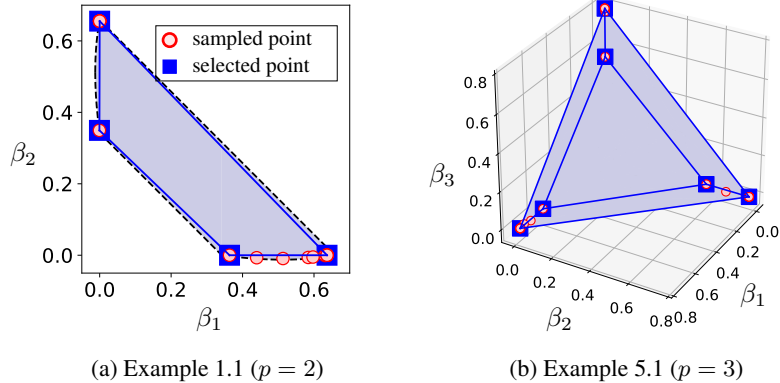 0.6
0.4
0.2
0.0
β₂
0.0 0.2 0.4 0.6
β₁
sampled point
selected point
(a) Example 1.1 (p = 2)
0.8
0.6
0.4
0.2
0.0
β₃
0.0
0.2
0.4
0.6
0.8
β₂
0.0
0.2
0.4
0.6
0.8
β₁
(b) Example 5.1 (p = 3)